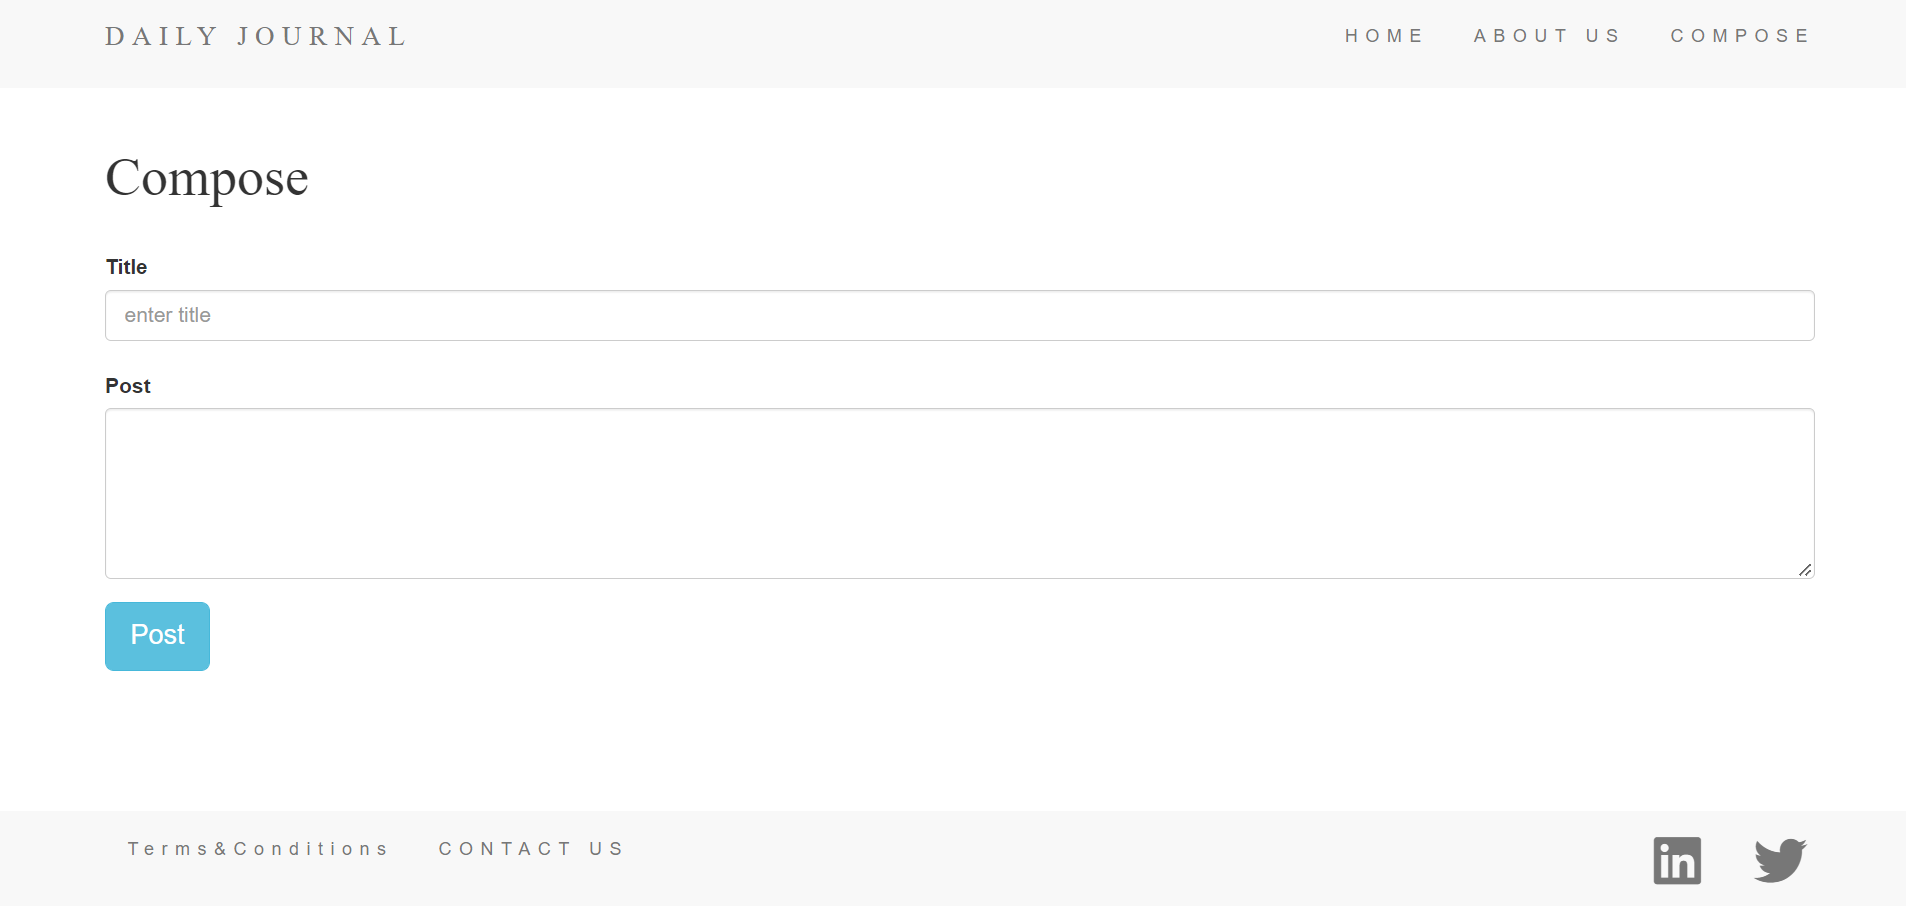 DAILY JOURNAL
HOME ABOUT US COMPOSE
Compose
Title
enter title
Post
Post
Terms&Conditions CONTACT US
in